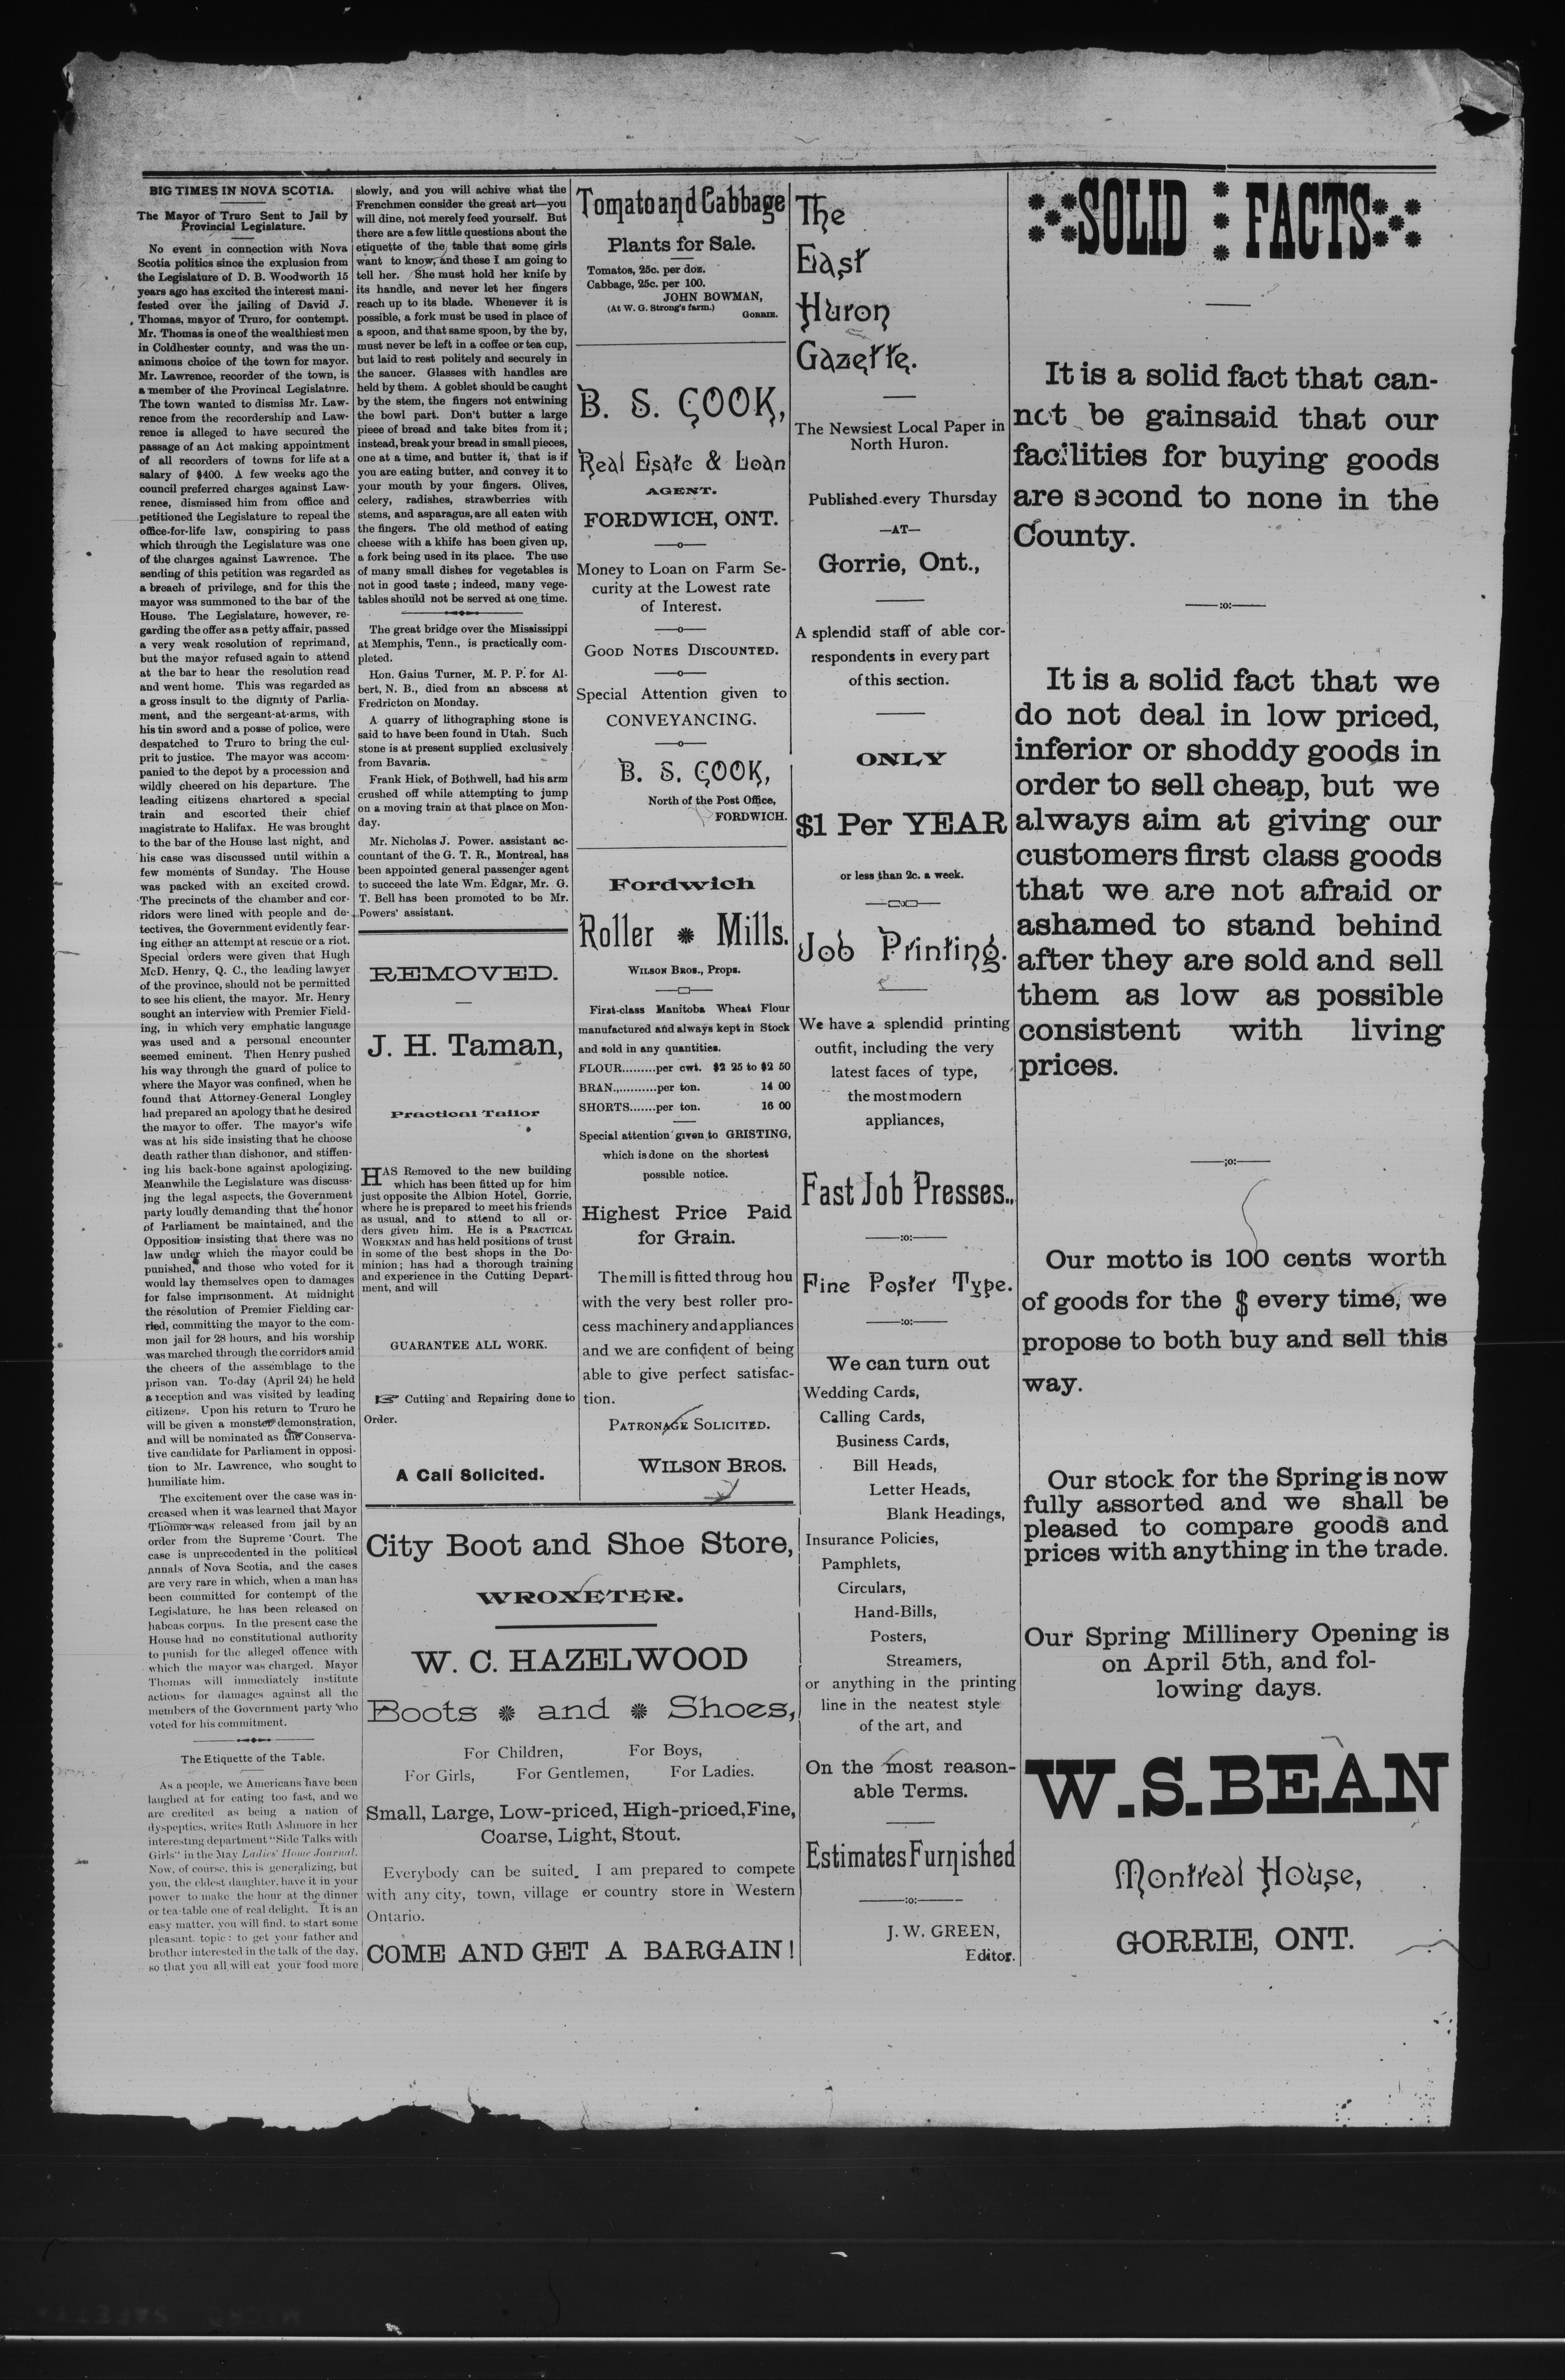 BIG TIMES IN NOVA SCOTIA.
The Mayor of Truro Sent to Jail by
Provincial Legislature.
No event in connection with Nova
Scotia politics since the explusion from
the Legislature of D. B. Woodworth 15
years ago has excited the interest mani-
fested over the jailing of David J.
Thomas, mayor of Truro, for contempt.
Mr. Thomas is one of the wealthiest men
in Coldhester county, and was the un-
animous choice of the town for mayor.
Mr. Lawrence, recorder of the town, is
a member of the Provincal Legislatnre.
The town wanted to dismiss Mr. Law-
rence from the recordership and Law-
rence is alleged to have secured the
passage of an Act making appointment
of all recorders of towns for life at a
salary of $400. A few weeks ago the
council preferred charges against Law-
rence, dismissed him from office and
petitioned the Legislature to repeal the
office-for-life law, conspiring to pass
which through the Legislature was one
of the charges against Lawrence. The
sending of this petition was regarded as
a breach of privilege, and for this the
mayor was summoned to the bar of the
House. The Legislature, however, re-
garding the offer as a petty affair, passed
a very weak resolution of reprimand,
but the mayor refused again to attend
at the bar to hear the resolution read
and went home. This was regarded as
a gross insult to the dignity of Parlia-
ment, and the sergeant-at-arms, with
his tin sword and a posse of police, were
despatched to Truro to bring the cul-
prit to justice. The mayor was accom-
panied to the depot by a procession and
wildly cheered on his departure. The
leading citizens chartered a special
train and escorted their chief
magistrate to Halifax. He was brought
to the bar of the House last night, and
his case was discussed until within a
few moments of Sunday. The House
was packed with an excited crowd.
The precincts of the chamber and cor-
ridors were lined with people and de-
tectives, the Government evidently fear-
ing either an attempt at rescue or a riot.
Special orders were given that Hugh
McD. Henry, Q. C., the leading lawyer
of the province, should not be permitted
to see his client, the mayor. Mr. Henry
sought an interview with Premier Field-
ing, in which very emphatic language
was used and a personal encounter
seemed eminent. Then Henry pushed
his way through the guard of police to
where the Mayor was confined, when he
found that Attorney-General Longley
had prepared an apology that he desired
the mayor to offer. The mayor's wife
was at his side insisting that he choose
death rather than dishonor, and stiffen-
ing his back-bone against apologizing.
Meanwhile the Legislature was discuss-
ing the legal aspects, the Government
party loudly demanding that the honor
of Parliament be maintained, and the
Opposition insisting that there was no
law under which the mayor could be
punished, and those who voted for it
would lay themselves open to damages
for false imprisonment. At midnight
the resolution of Premier Fielding car-
ried, committing the mayor to the com-
mon jail for 28 hours, and his worship
was marched through the corridors amid
the cheers of the assemblage to the
prison van. To-day (April 24) he held
a reception and was visited by leading
citizens. Upon his return to Truro he
will be given a monster demonstration,
and will be nominated as the Conserva-
tive candidate for Parliament in opposi-
tion to Mr. Lawrence, who sought to
humiliate him.
The excitement over the case was in-
creased when it was learned that Mayor
Thomas was released from jail by an
order from the Supreme Court. The
case is unprecedented in the political
annals of Nova Scotia, and the cases
are very rare in which, when a man has
been committed for contempt of the
Legislature, he has been released on
habeas corpus. In the present case the
House had no constitutional authority
to punish for the alleged offence with
which the mayor was charged. Mayor
Thomas will immediately institute
actions for damages against all the
members of the Government party who
voted for his commitment.
The Etiquette of the Table.
As a people, we Americans have been
laughed at for eating too fast, and we
are credited as being a nation of
dyspeptics, writes Ruth Ashmore in her
interesting department "Side Talks with
Girls" in the May Ladies' Home Journal.
Now, of course, this is generalizing, but
you, the eldest daughter, have it in your
power to make the hour at the dinner
or tea-table one of real delight. It is an
easy matter, you will find, to start some
pleasant topic: to get your father and
brother interested in the talk of the day,
so that you all will eat your food more
slowly, and you will achive what the
Frenchmen consider the great art—you
will dine, not merely feed yourself. But
there are a few little questions about the
etiquette of the table that some girls
want to know, and these I am going to
tell her. She must hold her knife by
its handle, and never let her fingers
reach up to its blade. Whenever it is
possible, a fork must be used in place of
a spoon, and that same spoon, by the by,
must never be left in a coffee or tea cup,
but laid to rest politely and securely in
the saucer. Glasses with handles are
held by them. A goblet should be caught
by the stem, the fingers not entwining
the bowl part. Don't butter a large
piece of bread and take bites from it;
instead, break your bread in small pieces,
one at a time, and butter it, that is if
you are eating butter, and convey it to
your mouth by your fingers. Olives,
celery, radishes, strawberries with
stems, and asparagus, are all eaten with
the fingers. The old method of eating
cheese with a khife has been given up,
a fork being used in its place. The use
of many small dishes for vegetables is
not in good taste; indeed, many vege-
tables should not be served at one time.
The great bridge over the Mississippi
at Memphis, Tenn., is practically com-
pleted.
Hon. Gaius Turner, M. P. P. for Al-
bert, N. B., died from an abscess at
Fredricton on Monday.
A quarry of lithographing stone is
said to have been found in Utah. Such
stone is at present supplied exclusively
from Bavaria.
Frank Hick, of Bothwell, had his arm
crushed off while attempting to jump
on a moving train at that place on Mon-
day.
Mr. Nicholas J. Power. assistant ac-
countant of the G. T. R., Montreal, has
been appointed general passenger agent
to succeed the late Wm. Edgar, Mr. G.
T. Bell has been promoted to be Mr.
Powers' assistant.
REMOVED.
J. H. Taman,
Practical Tailor
HAS Removed to the new building
which has been fitted up for him
just opposite the Albion Hotel, Gorrie,
where he is prepared to meet his friends
as usual, and to attend to all or-
ders given him. He is a PRACTICAL
WORKMAN and has held positions of trust
in some of the best shops in the Do-
minion; has had a thorough training
and experience in the Cutting Depart-
ment, and will
GUARANTEE ALL WORK.
☞ Cutting and Repairing done to
Order.
A Call Solicited.
Tomato and Cabbage
Plants for Sale.
Tomatos, 25c. per doz.
Cabbage, 25c. per 100.
JOHN BOWMAN,
(At W. G. Strong's farm.)
GORRIE.
B. S. COOK,
Real Esate & Loan
AGENT.
FORDWICH, ONT.
—o—
Money to Loan on Farm Se-
curity at the Lowest rate
of Interest.
—o—
GOOD NOTES DISCOUNTED.
—o—
Special Attention given to
CONVEYANCING.
—o—
B. S. COOK,
North of the Post Office,
FORDWICH.
Fordwich
Roller * Mills.
WILSON BROS., Props.
First-class Manitoba Wheat Flour
manufactured and always kept in Stock
and sold in any quantities.
FLOUR.........per cwt. $2 25 to $2 50
BRAN.,..........per ton. 14 00
SHORTS.......per ton. 16 00
Special attention given to GRISTING,
which is done on the shortest
possible notice.
Highest Price Paid
for Grain.
The mill is fitted throug hou
with the very best roller pro-
cess machinery and appliances
and we are confident of being
able to give perfect satisfac-
tion.
PATRONAGE SOLICITED.
WILSON BROS.
City Boot and Shoe Store,
WROXETER.
W. C. HAZELWOOD
Boots * and * Shoes,
For Children, For Boys,
For Girls, For Gentlemen, For Ladies.
Small, Large, Low-priced, High-priced, Fine,
Coarse, Light, Stout.
Everybody can be suited. I am prepared to compete
with any city, town, village or country store in Western
Ontario.
COME AND GET A BARGAIN!
The
East
Huron
Gazette.
The Newsiest Local Paper in
North Huron.
Published every Thursday
—AT—
Gorrie, Ont.,
A splendid staff of able cor-
respondents in every part
of this section.
ONLY
$1 Per YEAR
or less than 2c. a week.
Job Printing.
We have a splendid printing
outfit, including the very
latest faces of type,
the most modern
appliances,
Fast Job Presses.,
—:o:—
Fine Poster Type.
—:o:—
We can turn out
Wedding Cards,
Calling Cards,
Business Cards,
Bill Heads,
Letter Heads,
Blank Headings,
Insurance Policies,
Pamphlets,
Circulars,
Hand-Bills,
Posters,
Streamers,
or anything in the printing
line in the neatest style
of the art, and
On the most reason-
able Terms.
Estimates Furnished
—:o:—
J. W. GREEN,
Editor.
SOLID FACTS
It is a solid fact that can-
not be gainsaid that our
facilities for buying goods
are second to none in the
County.
—:o:—
It is a solid fact that we
do not deal in low priced,
inferior or shoddy goods in
order to sell cheap, but we
always aim at giving our
customers first class goods
that we are not afraid or
ashamed to stand behind
after they are sold and sell
them as low as possible
consistent with living
prices.
—:o:—
Our motto is 100 cents worth
of goods for the $ every time, we
propose to both buy and sell this
way.
Our stock for the Spring is now
fully assorted and we shall be
pleased to compare goods and
prices with anything in the trade.
Our Spring Millinery Opening is
on April 5th, and fol-
lowing days.
W.S.BEAN
Montreal House,
GORRIE, ONT.